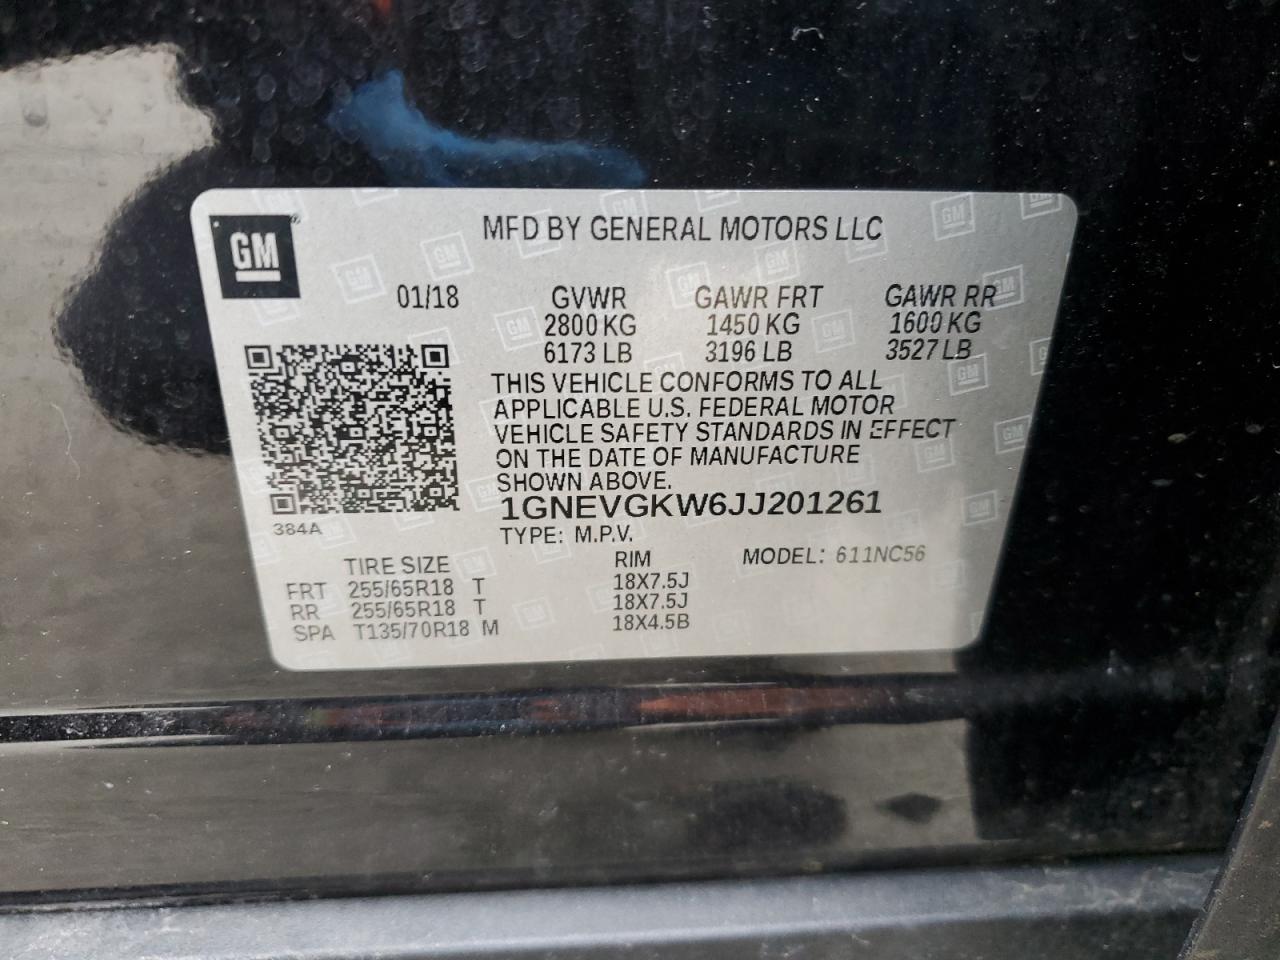 GM
MFD BY GENERAL MOTORS LLC
01/18 GVWR GAWR FRT GAWR RR
2800 KG 1450 KG 1600 KG
6173 LB 3196 LB 3527 LB
THIS VEHICLE CONFORMS TO ALL
APPLICABLE U.S. FEDERAL MOTOR
VEHICLE SAFETY STANDARDS IN EFFECT
ON THE DATE OF MANUFACTURE
SHOWN ABOVE.
1GNEVGKW6JJ201261
384A
TYPE: M.P.V.
TIRE SIZE RIM MODEL: 611NC56
FRT 255/65R18 T 18X7.5J
RR 255/65R18 T 18X7.5J
SPA T135/70R18 M 18X4.5B